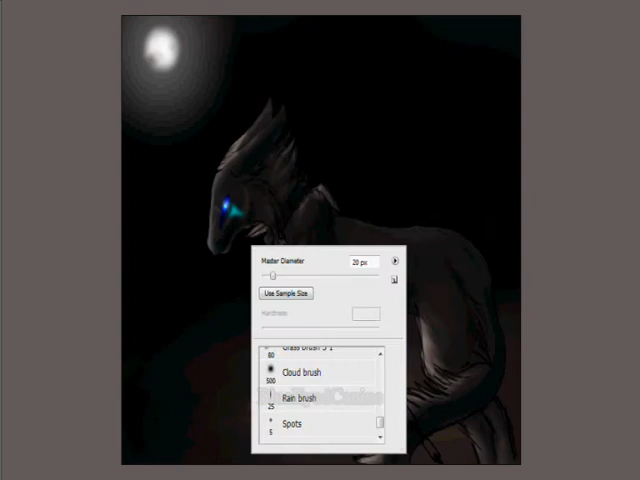 Master Diameter
20 px
Use Sample Size
Hardness:
80
Cloud brush
500
Rain brush
25
Spots
5